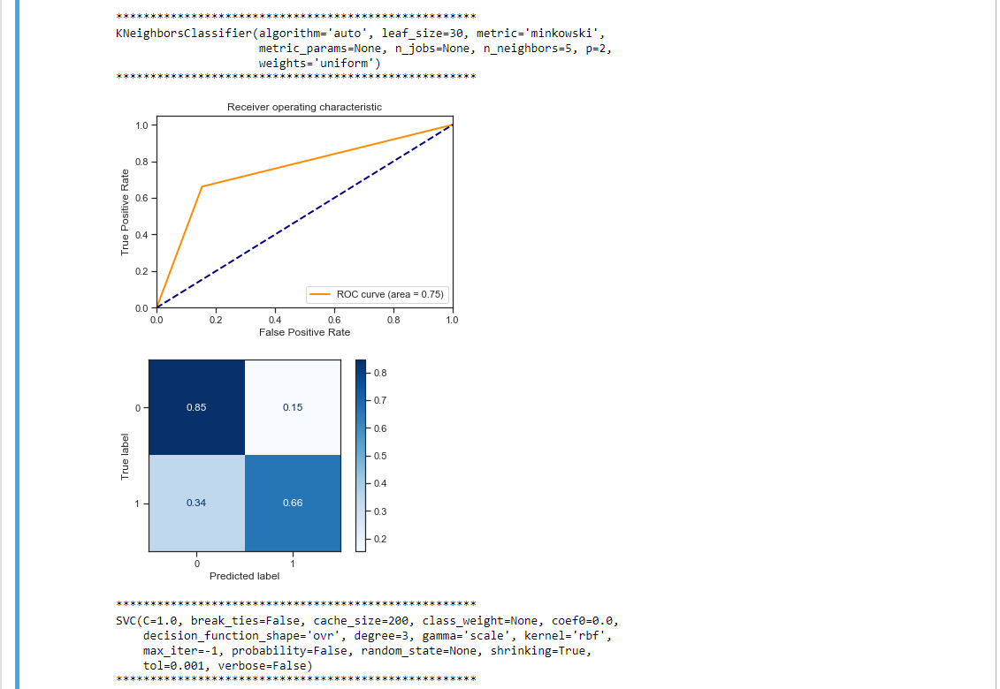 *****************************************************
KNeighborsClassifier(algorithm='auto', leaf_size=30, metric='minkowski',
metric_params=None, n_jobs=None, n_neighbors=5, p=2,
weights='uniform')
*****************************************************
Receiver operating characteristic
1.0
0.8
0.6
0.4
0.2
0.0
True Positive Rate
ROC curve (area = 0.75)
0.0 0.2 0.4 0.6 0.8 1.0
False Positive Rate
0.8
0 0.85 0.15
0.7
0.6
0.5
True label
0.4
1 0.34 0.66
0.3
0.2
0 1
Predicted label
*****************************************************
SVC(C=1.0, break_ties=False, cache_size=200, class_weight=None, coef0=0.0,
decision_function_shape='ovr', degree=3, gamma='scale', kernel='rbf',
max_iter=-1, probability=False, random_state=None, shrinking=True,
tol=0.001, verbose=False)
*****************************************************